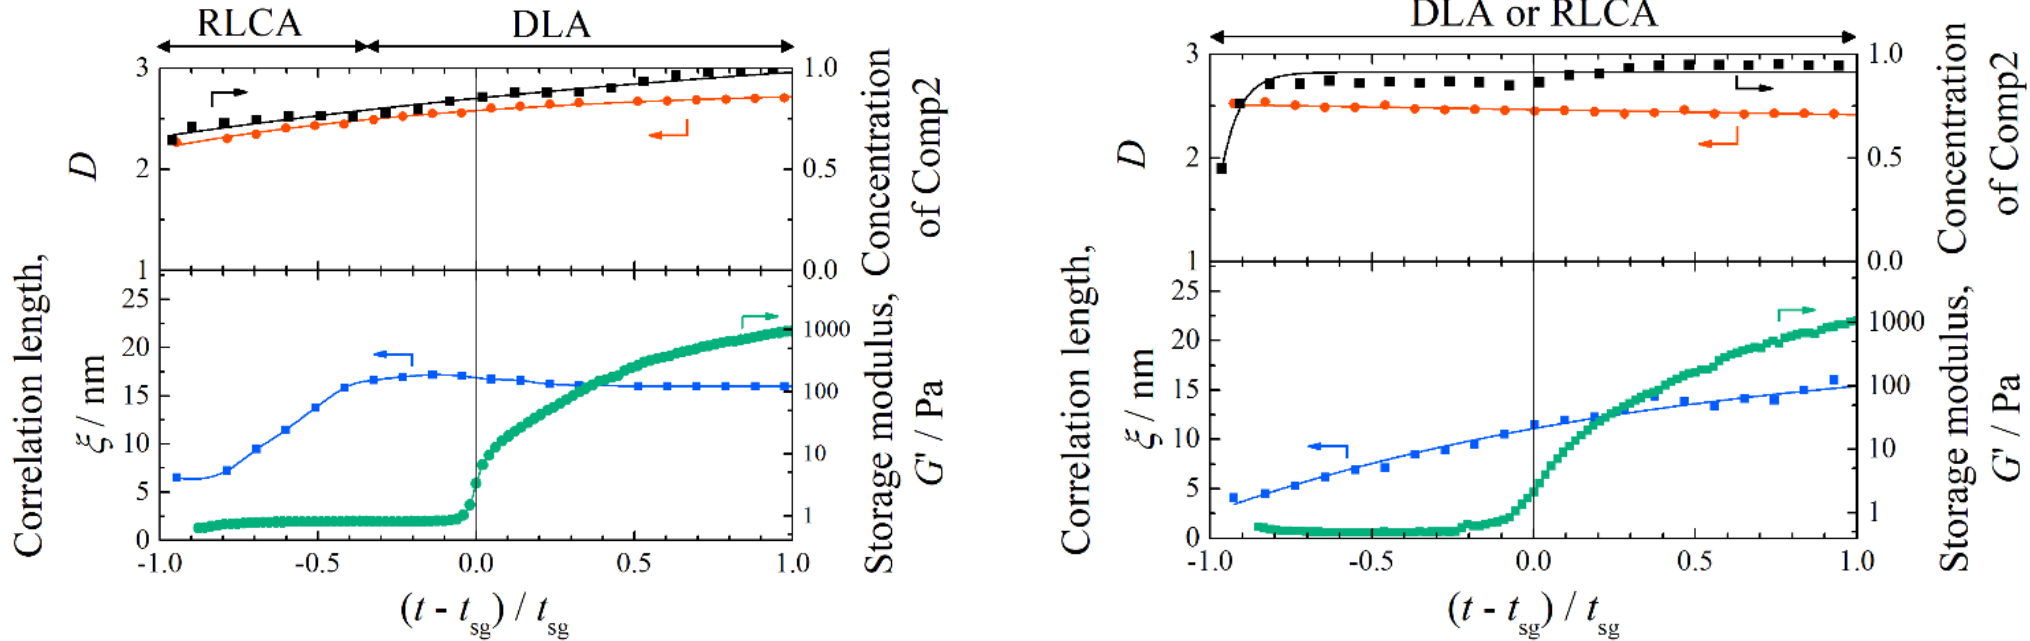 RLCA DLA
3
2
1
D
1.0
0.5
0.0
Concentration
of Comp2
25
20
15
10
5
0
Correlation length,
ξ / nm
1000
100
10
1
Storage modulus,
G' / Pa
-1.0 -0.5 0.0 0.5 1.0
(t - tsg) / tsg
DLA or RLCA
3
2
1
D
1.0
0.5
0.0
Concentration
of Comp2
25
20
15
10
5
0
Correlation length,
ξ / nm
1000
100
10
1
Storage modulus,
G' / Pa
-1.0 -0.5 0.0 0.5 1.0
(t - tsg) / tsg